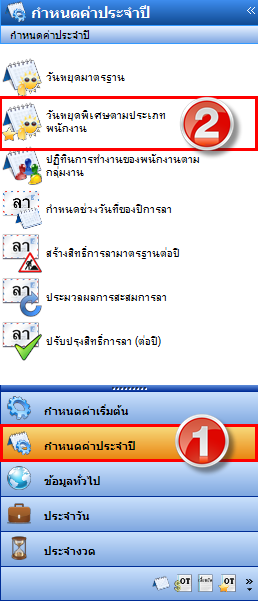 กำหนดค่าประจำปี
กำหนดค่าประจำปี
วันหยุดมาตรฐาน
วันหยุดพิเศษตามประเภท
พนักงาน
2
ปฏิทินการทำงานของพนักงานตาม
กลุ่มงาน
ลา กำหนดช่วงวันที่ของปีการลา
ลา สร้างสิทธิ์การลามาตรฐานต่อปี
ลา ประมวลผลการสะสมการลา
ลา ปรับปรุงสิทธิ์การลา (ต่อปี)
กำหนดค่าเริ่มต้น
กำหนดค่าประจำปี
1
ข้อมูลทั่วไป
ประจำวัน
ประจำงวด
OT OT